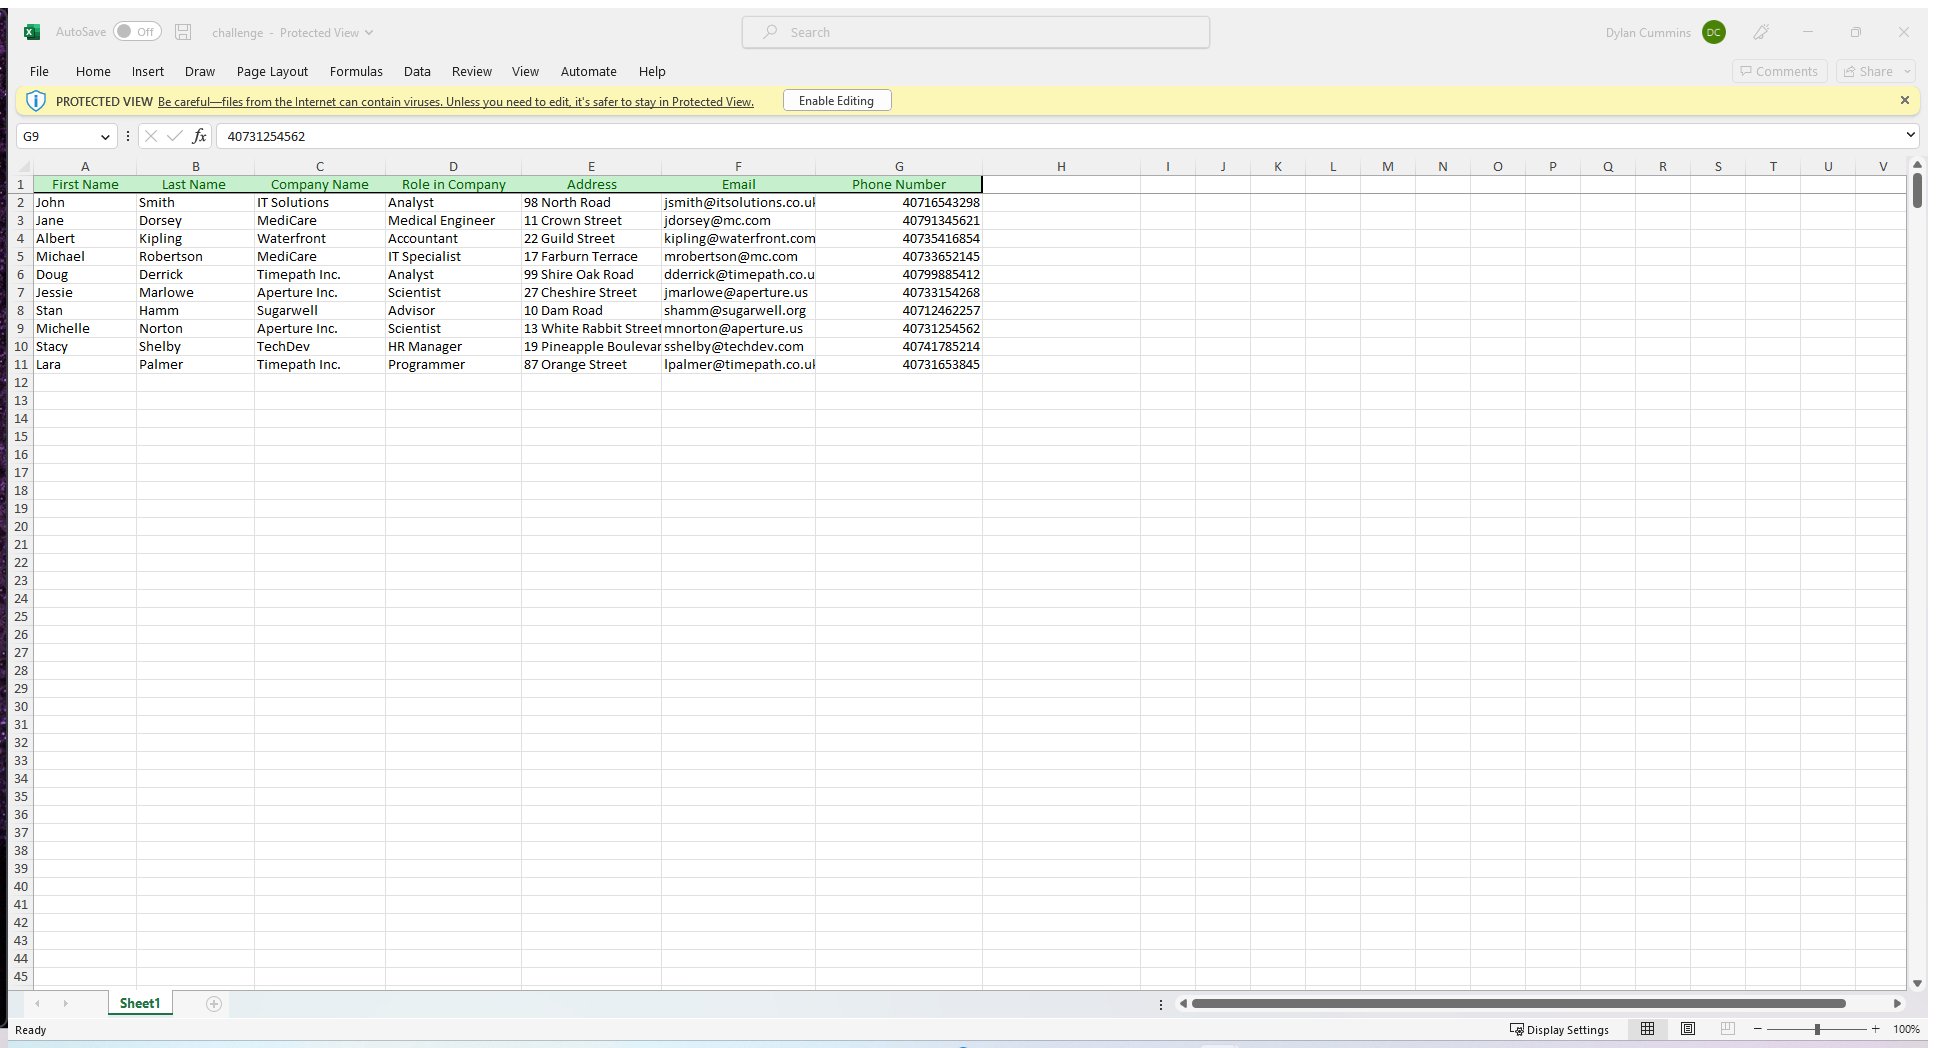 AutoSave Off challenge - Protected View Search Dylan Cummins DC
File Home Insert Draw Page Layout Formulas Data Review View Automate Help Comments Share
PROTECTED VIEW Be careful—files from the Internet can contain viruses. Unless you need to edit, it's safer to stay in Protected View. Enable Editing
G9 fx 40731254562
A B C D E F G H I J K L M N O P Q R S T U V
1 First Name Last Name Company Name Role in Company Address Email Phone Number
2 John Smith IT Solutions Analyst 98 North Road jsmith@itsolutions.co.uk 40716543298
3 Jane Dorsey MediCare Medical Engineer 11 Crown Street jdorsey@mc.com 40791345621
4 Albert Kipling Waterfront Accountant 22 Guild Street kipling@waterfront.com 40735416854
5 Michael Robertson MediCare IT Specialist 17 Farburn Terrace mrobertson@mc.com 40733652145
6 Doug Derrick Timepath Inc. Analyst 99 Shire Oak Road dderrick@timepath.co.u 40799885412
7 Jessie Marlowe Aperture Inc. Scientist 27 Cheshire Street jmarlowe@aperture.us 40733154268
8 Stan Hamm Sugarwell Advisor 10 Dam Road shamm@sugarwell.org 40712462257
9 Michelle Norton Aperture Inc. Scientist 13 White Rabbit Street mnorton@aperture.us 40731254562
10 Stacy Shelby TechDev HR Manager 19 Pineapple Boulevar sshelby@techdev.com 40741785214
11 Lara Palmer Timepath Inc. Programmer 87 Orange Street lpalmer@timepath.co.uk 40731653845
12
13
14
15
16
17
18
19
20
21
22
23
24
25
26
27
28
29
30
31
32
33
34
35
36
37
38
39
40
41
42
43
44
45
Sheet1
Ready Display Settings 100%